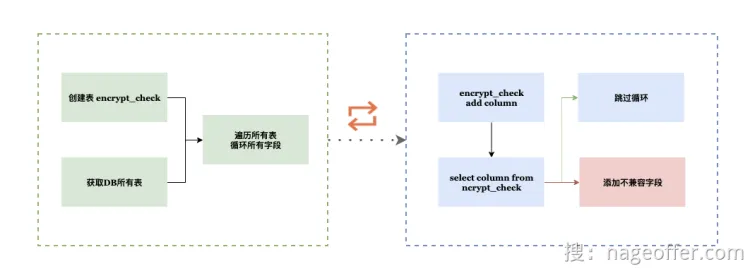 创建表 encrypt_check
获取DB所有表
遍历所有表
循环所有字段
encrypt_check
add column
select column from
ncrypt_check
跳过循环
添加不兼容字段
搜：nageoffer.com